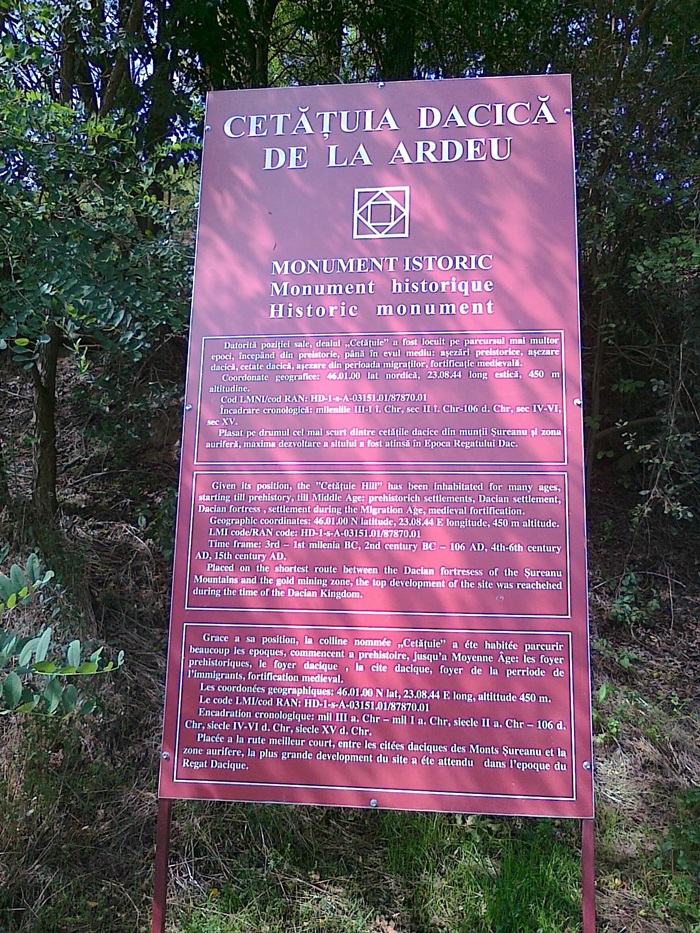 CETĂȚUIA DACICĂ
DE LA ARDEU
MONUMENT ISTORIC
Monument historique
Historic monument
Datorită poziției sale, dealul „Cetățuie" a fost locuit pe parcursul mai multor
epoci, începând din preistorie, până în evul mediu: așezări preistorice, așezare
dacică, cetate dacică, așezare din perioada migraților, fortificație medievală.
Coordonate geografice: 46.01.00 lat nordică, 23.08.44 long estică, 450 m
altitudine.
Cod LMI/cod RAN: HD-1-s-A-03151.01/87870.01
Încadrare cronologică: mileniile III-I î. Chr, sec II î. Chr-106 d. Chr, sec IV-VI,
sec XV.
Plasat pe drumul cel mai scurt dintre cetățile dacice din munții Șureanu și zona
auriferă, maxima dezvoltare a sitului a fost atinsă în Epoca Regatului Dac.
Given its position, the "Cetățuie Hill" has been inhabitated for many ages,
starting till prehistory, till Middle Age: prehistorich settlements, Dacian settlement,
Dacian fortress , settlement during the Migration Age, medieval fortification.
Geographic coordinates: 46.01.00 N latitude, 23.08.44 E longitude, 450 m altitude.
LMI code/RAN code: HD-1-s-A-03151.01/87870.01
Time frame: 3rd – 1st milenia BC, 2nd century BC – 106 AD, 4th-6th century
AD, 15th century AD.
Placed on the shortest route between the Dacian fortresess of the Șureanu
Mountains and the gold mining zone, the top development of the site was reachehed
during the time of the Dacian Kingdom.
Grace a sa position, la colline nommée „Cetățuie" a éte habitée parcurir
beaucoup les epoques, commencent a prehistoire, jusqu'a Moyenne Âge: les foyer
prehistoriques, le foyer dacique , la cite dacique, foyer de la perriode de
l'immigrants, fortification medieval.
Les coordonées geographiques: 46.01.00 N lat, 23.08.44 E long, altittude 450 m.
Le code LMI/cod RAN: HD-1-s-A-03151.01/87870.01
Encadration cronologique: mil III a. Chr – mil I a. Chr, siecle II a. Chr – 106 d.
Chr, siecle IV-VI d. Chr, siecle XV d. Chr.
Placée a la rute meilleur court, entre les citées daciques des Monts Șureanu et la
zone aurifere, la plus grande development du site a éte attendu dans l'epoque du
Regat Dacique.